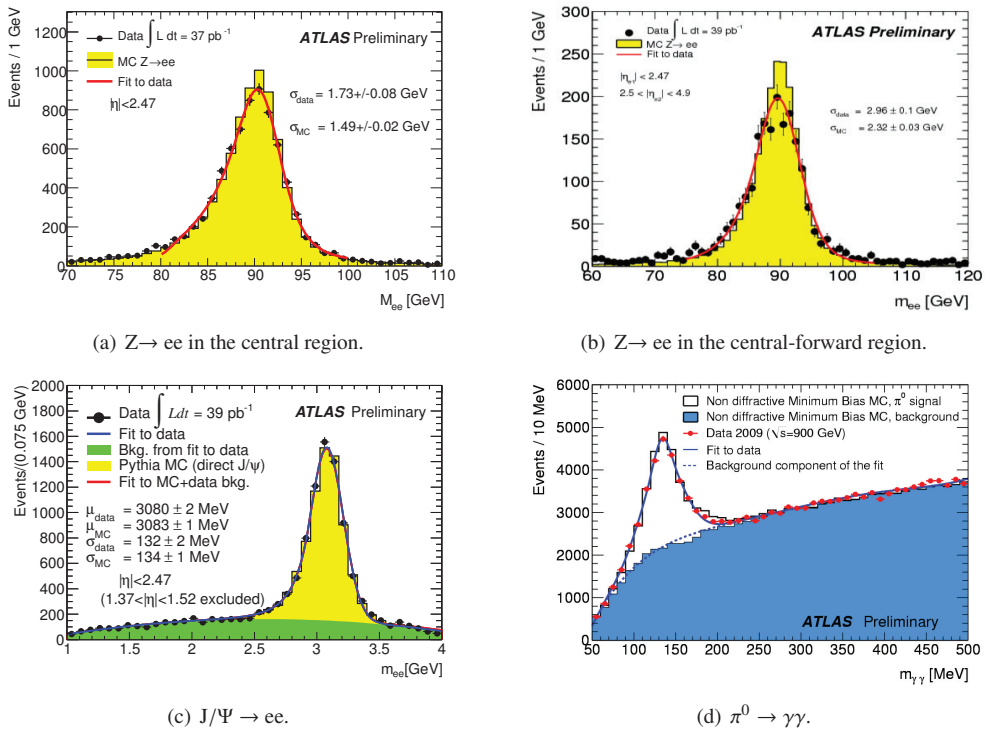 Events / 1 GeV
1200
1000
800
600
400
200
0
Data ∫ L dt = 37 pb⁻¹
MC Z→ee
Fit to data
|η|<2.47
ATLAS Preliminary
σdata = 1.73+/-0.08 GeV
σMC = 1.49+/-0.02 GeV
70 75 80 85 90 95 100 105 110
Mee [GeV]
(a) Z→ ee in the central region.
Events / 1 GeV
300
250
200
150
100
50
0
Data ∫ L dt = 39 pb⁻¹
MC Z→ee
Fit to data
|ηe1| < 2.47
2.5 < |ηe2| < 4.9
ATLAS Preliminary
σdata = 2.96 ± 0.1 GeV
σMC = 2.32 ± 0.03 GeV
60 70 80 90 100 110 120
mee [GeV]
(b) Z→ ee in the central-forward region.
Events/(0.075 GeV)
2000
1800
1600
1400
1200
1000
800
600
400
200
0
Data ∫ Ldt = 39 pb⁻¹
Fit to data
Bkg. from fit to data
Pythia MC (direct J/ψ)
Fit to MC+data bkg.
ATLAS Preliminary
μdata = 3080 ± 2 MeV
μMC = 3083 ± 1 MeV
σdata = 132 ± 2 MeV
σMC = 134 ± 1 MeV
|η|<2.47
(1.37<|η|<1.52 excluded)
1 1.5 2 2.5 3 3.5 4
mee[GeV]
(c) J/Ψ → ee.
Events / 10 MeV
6000
5000
4000
3000
2000
1000
0
Non diffractive Minimum Bias MC, π⁰ signal
Non diffractive Minimum Bias MC, background
Data 2009 (√s=900 GeV)
Fit to data
Background component of the fit
ATLAS Preliminary
50 100 150 200 250 300 350 400 450 500
mγγ [MeV]
(d) π⁰ → γγ.